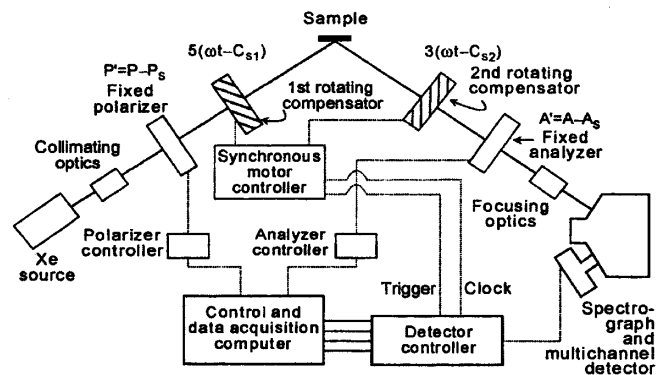 Sample
5(ωt–Cs1)
3(ωt–Cs2)
P'=P–Ps
Fixed
polarizer
1st rotating
compensator
2nd rotating
compensator
A'=A–As
Fixed
analyzer
Collimating
optics
Synchronous
motor
controller
Focusing
optics
Xe
source
Polarizer
controller
Analyzer
controller
Trigger
Clock
Control and
data acquisition
computer
Detector
controller
Spectro-
graph
and
multichannel
detector